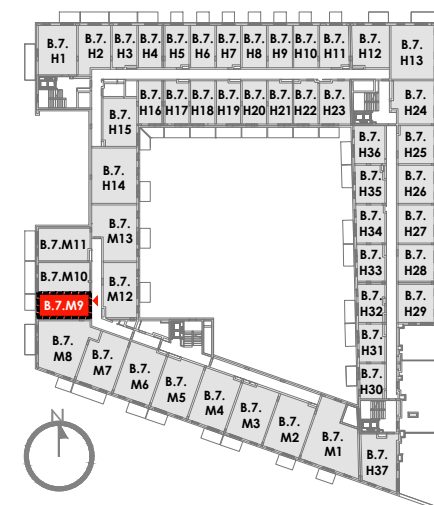 B.7.
H1
B.7.
H2
B.7.
H3
B.7.
H4
B.7.
H5
B.7.
H6
B.7.
H7
B.7.
H8
B.7.
H9
B.7.
H10
B.7.
H11
B.7.
H12
B.7.
H13
B.7.
H16
B.7.
H17
B.7.
H18
B.7.
H19
B.7.
H20
B.7.
H21
B.7.
H22
B.7.
H23
B.7.
H24
B.7.
H15
B.7.
H36
B.7.
H25
B.7.
H14
B.7.
H35
B.7.
H26
B.7.
M13
B.7.
H34
B.7.
H27
B.7.M11
B.7.
H33
B.7.
H28
B.7.M10
B.7.
M12
B.7.
H32
B.7.
H29
B.7.M9
B.7.
H31
B.7.
M8
B.7.
M7
B.7.
M6
B.7.
M5
B.7.
M4
B.7.
M3
B.7.
M2
B.7.
M1
B.7.
H30
B.7.
H37
N